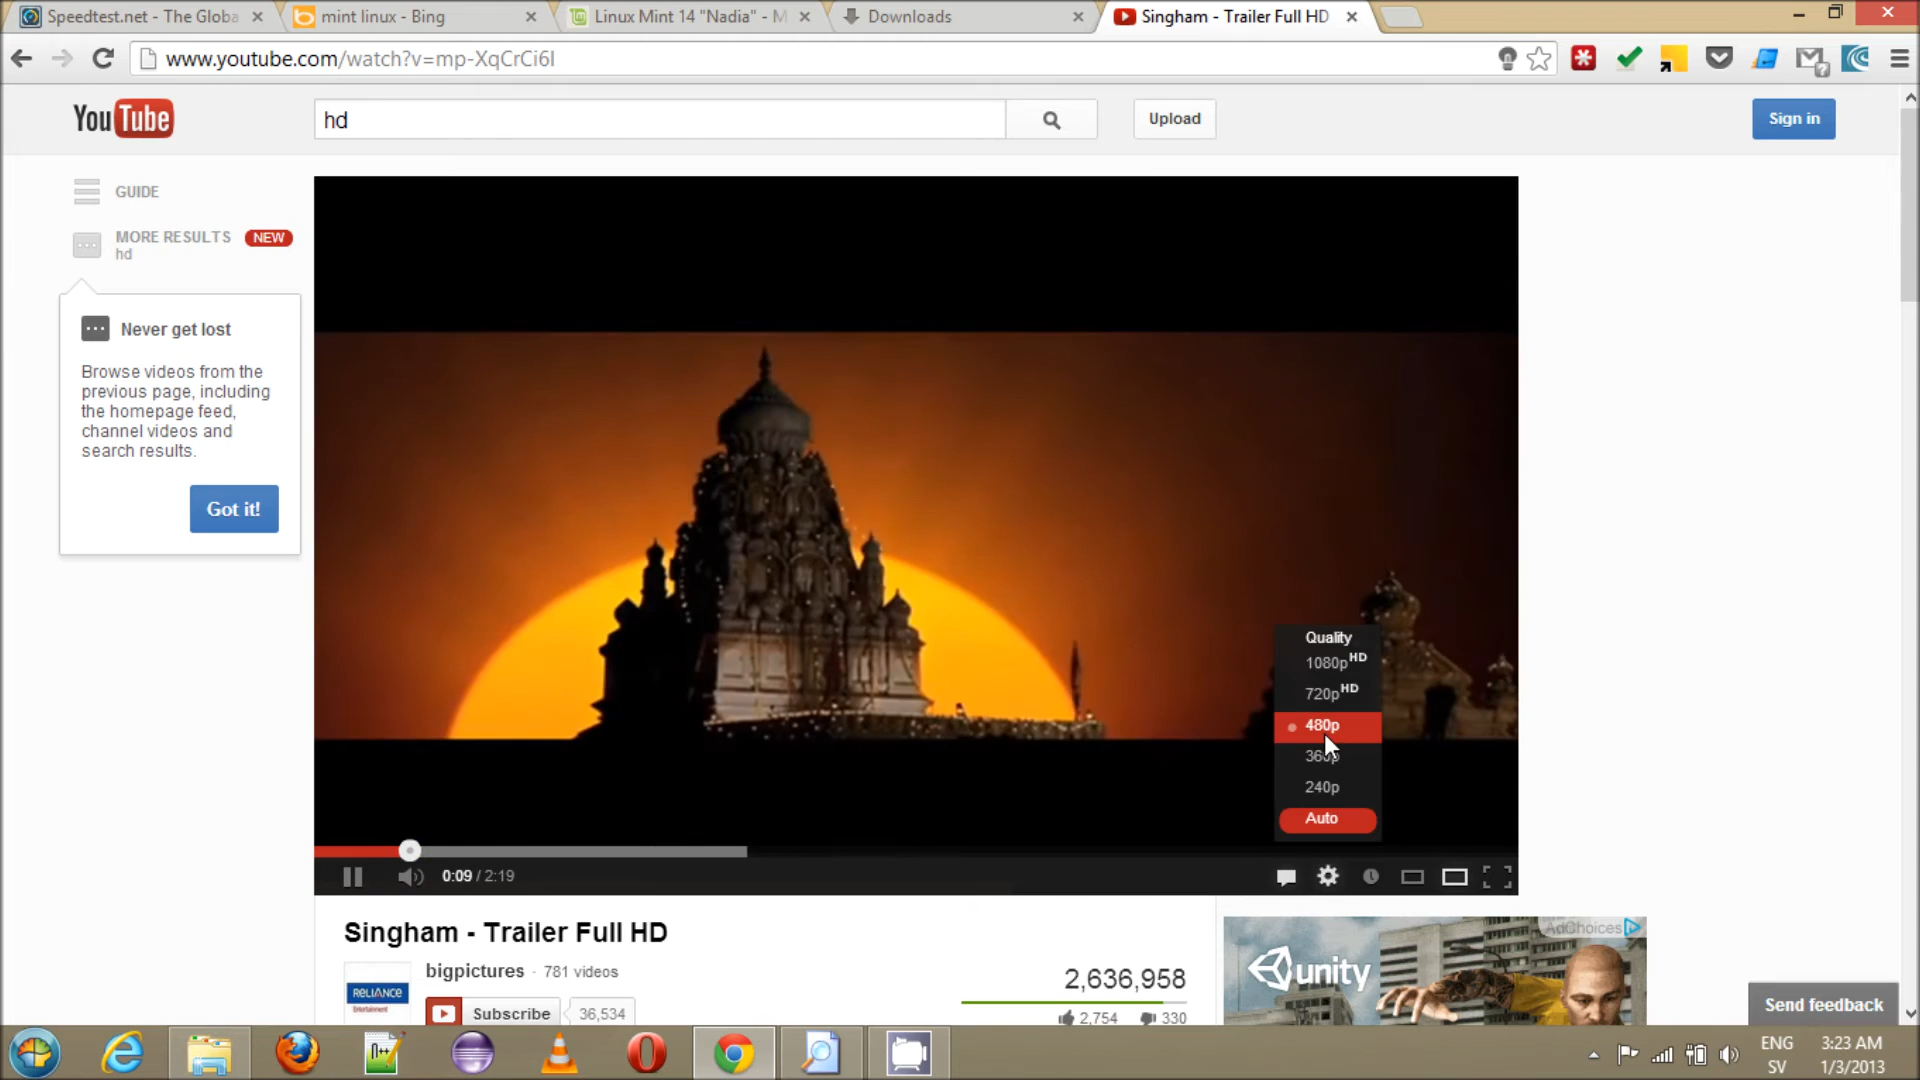 Speedtest.net - The Globa
mint linux - Bing
Linux Mint 14 "Nadia" - M
Downloads
Singham - Trailer Full HD
www.youtube.com/watch?v=mp-XqCrCi6I
YouTube
hd
Upload
Sign in
GUIDE
MORE RESULTS NEW
hd
Never get lost
Browse videos from the
previous page, including
the homepage feed,
channel videos and
search results.
Got it!
Quality
1080p HD
720p HD
480p
360p
240p
Auto
0:09 / 2:19
Singham - Trailer Full HD
bigpictures · 781 videos
RELIANCE
Entertainment
Subscribe 36,534
2,636,958
2,754 330
AdChoices
unity
Send feedback
n++
ENG
SV
3:23 AM
1/3/2013